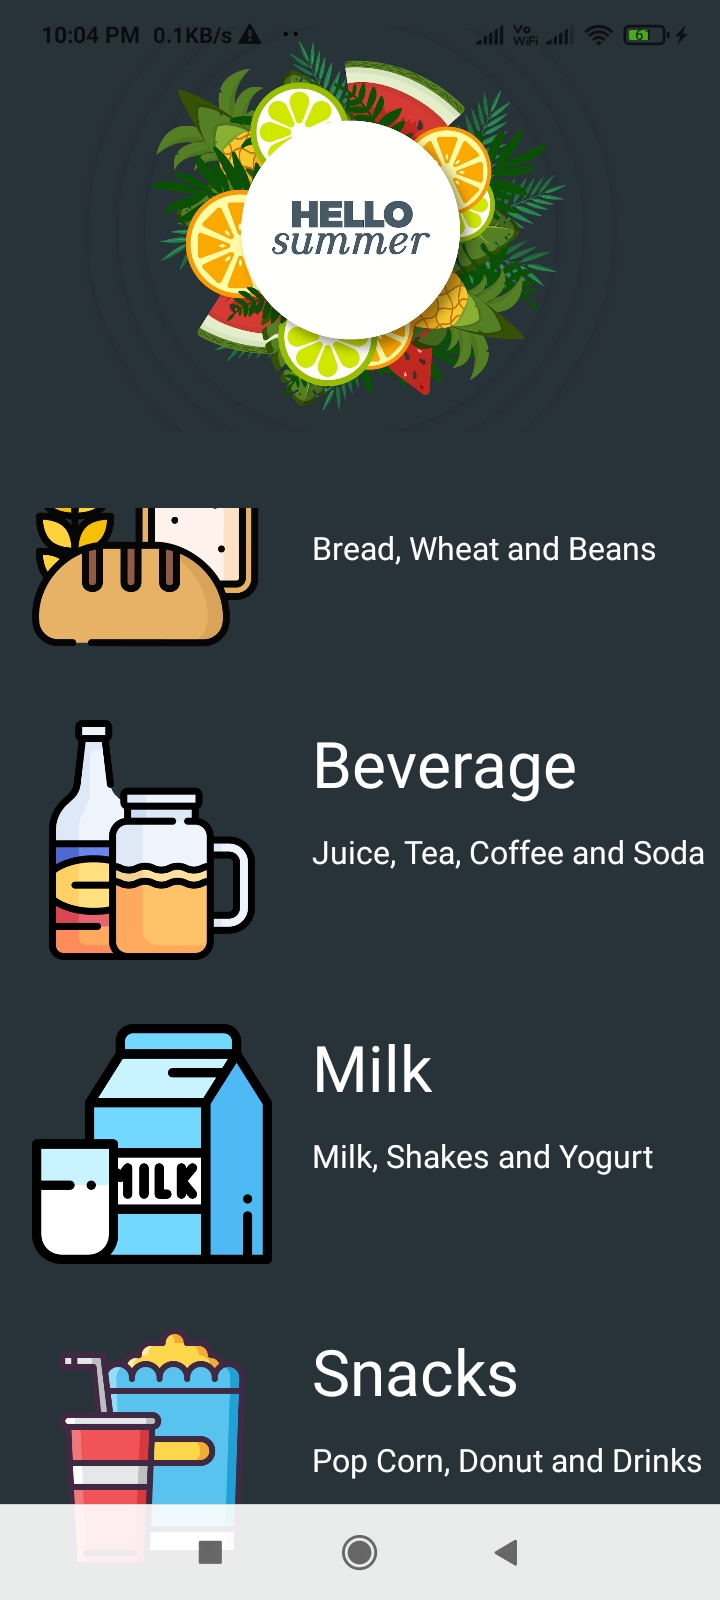 10:04 PM 0.1KB/s
Vo
WiFi
61
HELLO
summer
Bread, Wheat and Beans
Beverage
Juice, Tea, Coffee and Soda
Milk
Milk, Shakes and Yogurt
MILK
Snacks
Pop Corn, Donut and Drinks